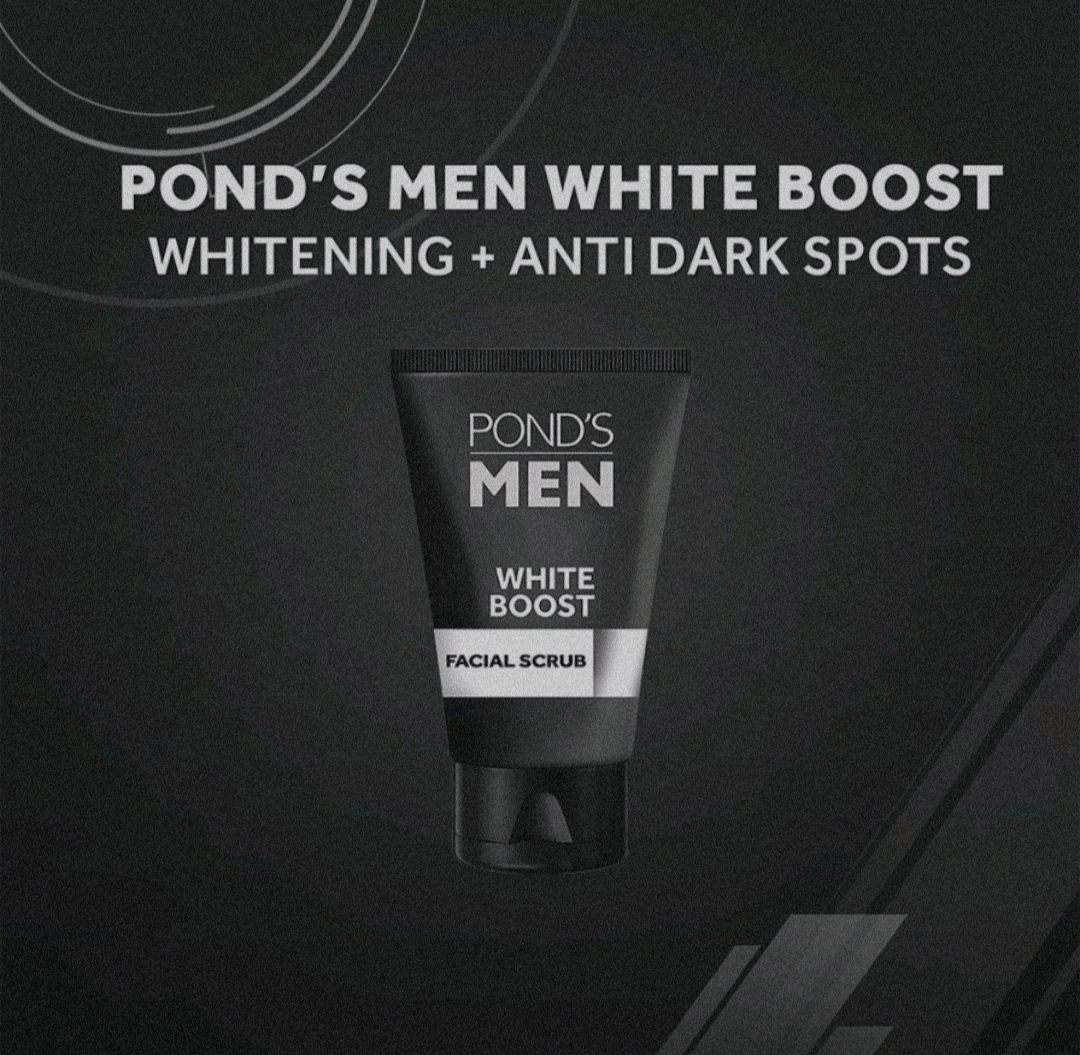 POND'S MEN WHITE BOOST
WHITENING + ANTI DARK SPOTS
POND'S
MEN
WHITE
BOOST
FACIAL SCRUB